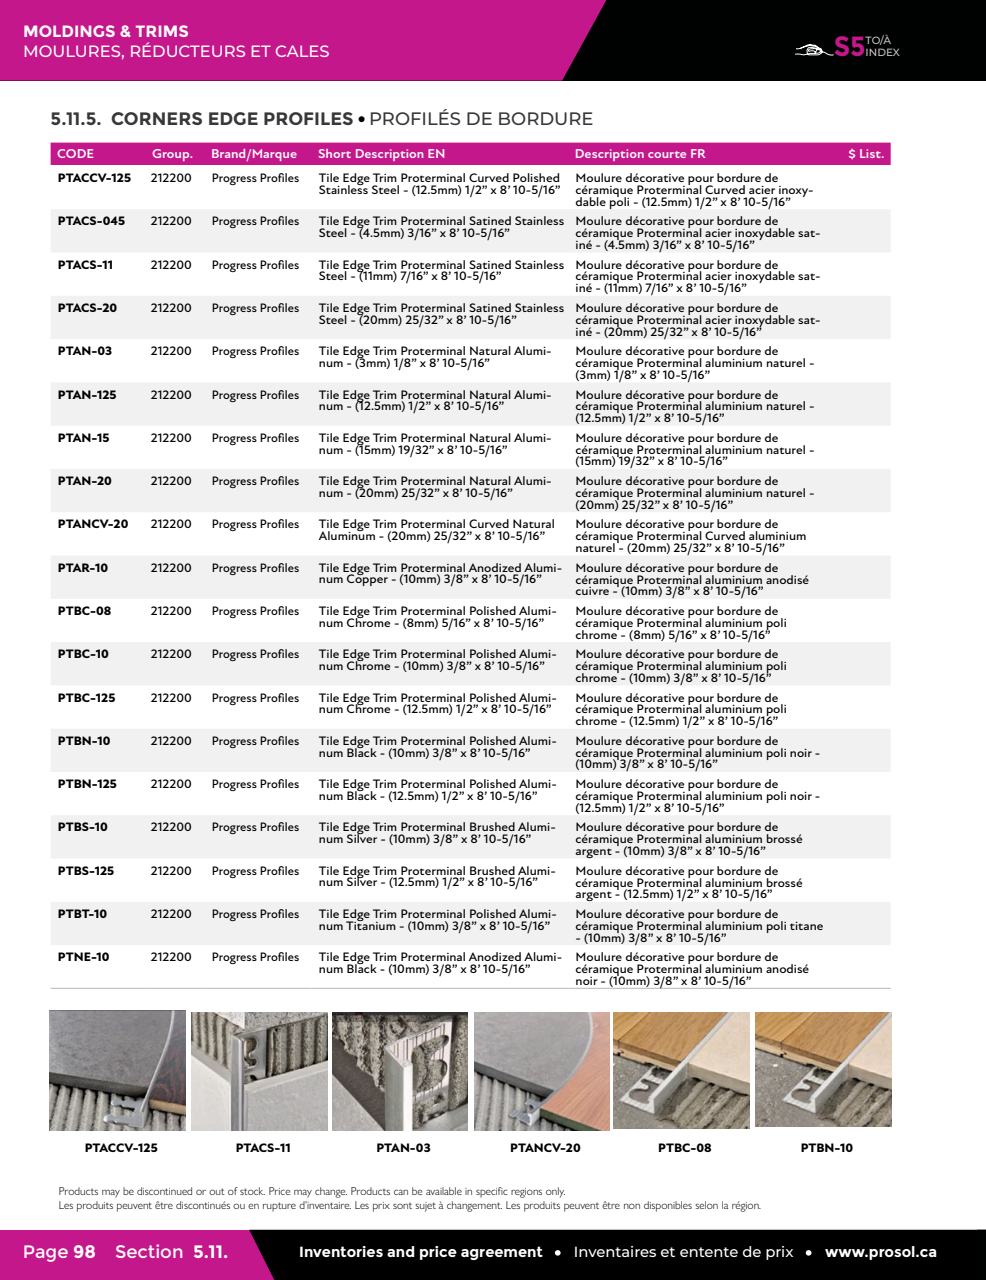 MOLDINGS & TRIMS
MOULURES, RÉDUCTEURS ET CALES
S5 TO/À
INDEX
5.11.5. CORNERS EDGE PROFILES • PROFILÉS DE BORDURE
CODE Group. Brand/Marque Short Description EN Description courte FR $ List.
PTACCV-125 212200 Progress Profiles Tile Edge Trim Proterminal Curved Polished Moulure décorative pour bordure de
Stainless Steel - (12.5mm) 1/2” x 8’ 10-5/16” céramique Proterminal Curved acier inoxy-
dable poli - (12.5mm) 1/2” x 8’ 10-5/16”
PTACS-045 212200 Progress Profiles Tile Edge Trim Proterminal Satined Stainless Moulure décorative pour bordure de
Steel - (4.5mm) 3/16” x 8’ 10-5/16” céramique Proterminal acier inoxydable sat-
iné - (4.5mm) 3/16” x 8’ 10-5/16”
PTACS-11 212200 Progress Profiles Tile Edge Trim Proterminal Satined Stainless Moulure décorative pour bordure de
Steel - (11mm) 7/16” x 8’ 10-5/16” céramique Proterminal acier inoxydable sat-
iné - (11mm) 7/16” x 8’ 10-5/16”
PTACS-20 212200 Progress Profiles Tile Edge Trim Proterminal Satined Stainless Moulure décorative pour bordure de
Steel - (20mm) 25/32” x 8’ 10-5/16” céramique Proterminal acier inoxydable sat-
iné - (20mm) 25/32” x 8’ 10-5/16”
PTAN-03 212200 Progress Profiles Tile Edge Trim Proterminal Natural Alumi- Moulure décorative pour bordure de
num - (3mm) 1/8” x 8’ 10-5/16” céramique Proterminal aluminium naturel -
(3mm) 1/8” x 8’ 10-5/16”
PTAN-125 212200 Progress Profiles Tile Edge Trim Proterminal Natural Alumi- Moulure décorative pour bordure de
num - (12.5mm) 1/2” x 8’ 10-5/16” céramique Proterminal aluminium naturel -
(12.5mm) 1/2” x 8’ 10-5/16”
PTAN-15 212200 Progress Profiles Tile Edge Trim Proterminal Natural Alumi- Moulure décorative pour bordure de
num - (15mm) 19/32” x 8’ 10-5/16” céramique Proterminal aluminium naturel -
(15mm) 19/32” x 8’ 10-5/16”
PTAN-20 212200 Progress Profiles Tile Edge Trim Proterminal Natural Alumi- Moulure décorative pour bordure de
num - (20mm) 25/32” x 8’ 10-5/16” céramique Proterminal aluminium naturel -
(20mm) 25/32” x 8’ 10-5/16”
PTANCV-20 212200 Progress Profiles Tile Edge Trim Proterminal Curved Natural Moulure décorative pour bordure de
Aluminum - (20mm) 25/32” x 8’ 10-5/16” céramique Proterminal Curved aluminium
naturel - (20mm) 25/32” x 8’ 10-5/16”
PTAR-10 212200 Progress Profiles Tile Edge Trim Proterminal Anodized Alumi- Moulure décorative pour bordure de
num Copper - (10mm) 3/8” x 8’ 10-5/16” céramique Proterminal aluminium anodisé
cuivre - (10mm) 3/8” x 8’ 10-5/16”
PTBC-08 212200 Progress Profiles Tile Edge Trim Proterminal Polished Alumi- Moulure décorative pour bordure de
num Chrome - (8mm) 5/16” x 8’ 10-5/16” céramique Proterminal aluminium poli
chrome - (8mm) 5/16” x 8’ 10-5/16”
PTBC-10 212200 Progress Profiles Tile Edge Trim Proterminal Polished Alumi- Moulure décorative pour bordure de
num Chrome - (10mm) 3/8” x 8’ 10-5/16” céramique Proterminal aluminium poli
chrome - (10mm) 3/8” x 8’ 10-5/16”
PTBC-125 212200 Progress Profiles Tile Edge Trim Proterminal Polished Alumi- Moulure décorative pour bordure de
num Chrome - (12.5mm) 1/2” x 8’ 10-5/16” céramique Proterminal aluminium poli
chrome - (12.5mm) 1/2” x 8’ 10-5/16”
PTBN-10 212200 Progress Profiles Tile Edge Trim Proterminal Polished Alumi- Moulure décorative pour bordure de
num Black - (10mm) 3/8” x 8’ 10-5/16” céramique Proterminal aluminium poli noir -
(10mm) 3/8” x 8’ 10-5/16”
PTBN-125 212200 Progress Profiles Tile Edge Trim Proterminal Polished Alumi- Moulure décorative pour bordure de
num Black - (12.5mm) 1/2” x 8’ 10-5/16” céramique Proterminal aluminium poli noir -
(12.5mm) 1/2” x 8’ 10-5/16”
PTBS-10 212200 Progress Profiles Tile Edge Trim Proterminal Brushed Alumi- Moulure décorative pour bordure de
num Silver - (10mm) 3/8” x 8’ 10-5/16” céramique Proterminal aluminium brossé
argent - (10mm) 3/8” x 8’ 10-5/16”
PTBS-125 212200 Progress Profiles Tile Edge Trim Proterminal Brushed Alumi- Moulure décorative pour bordure de
num Silver - (12.5mm) 1/2” x 8’ 10-5/16” céramique Proterminal aluminium brossé
argent - (12.5mm) 1/2” x 8’ 10-5/16”
PTBT-10 212200 Progress Profiles Tile Edge Trim Proterminal Polished Alumi- Moulure décorative pour bordure de
num Titanium - (10mm) 3/8” x 8’ 10-5/16” céramique Proterminal aluminium poli titane
- (10mm) 3/8” x 8’ 10-5/16”
PTNE-10 212200 Progress Profiles Tile Edge Trim Proterminal Anodized Alumi- Moulure décorative pour bordure de
num Black - (10mm) 3/8” x 8’ 10-5/16” céramique Proterminal aluminium anodisé
noir - (10mm) 3/8” x 8’ 10-5/16”
PTACCV-125 PTACS-11 PTAN-03 PTANCV-20 PTBC-08 PTBN-10
Products may be discontinued or out of stock. Price may change. Products can be available in specific regions only.
Les produits peuvent être discontinués ou en rupture d’inventaire. Les prix sont sujet à changement. Les produits peuvent être non disponibles selon la région.
Page 98 Section 5.11. Inventories and price agreement • Inventaires et entente de prix • www.prosol.ca